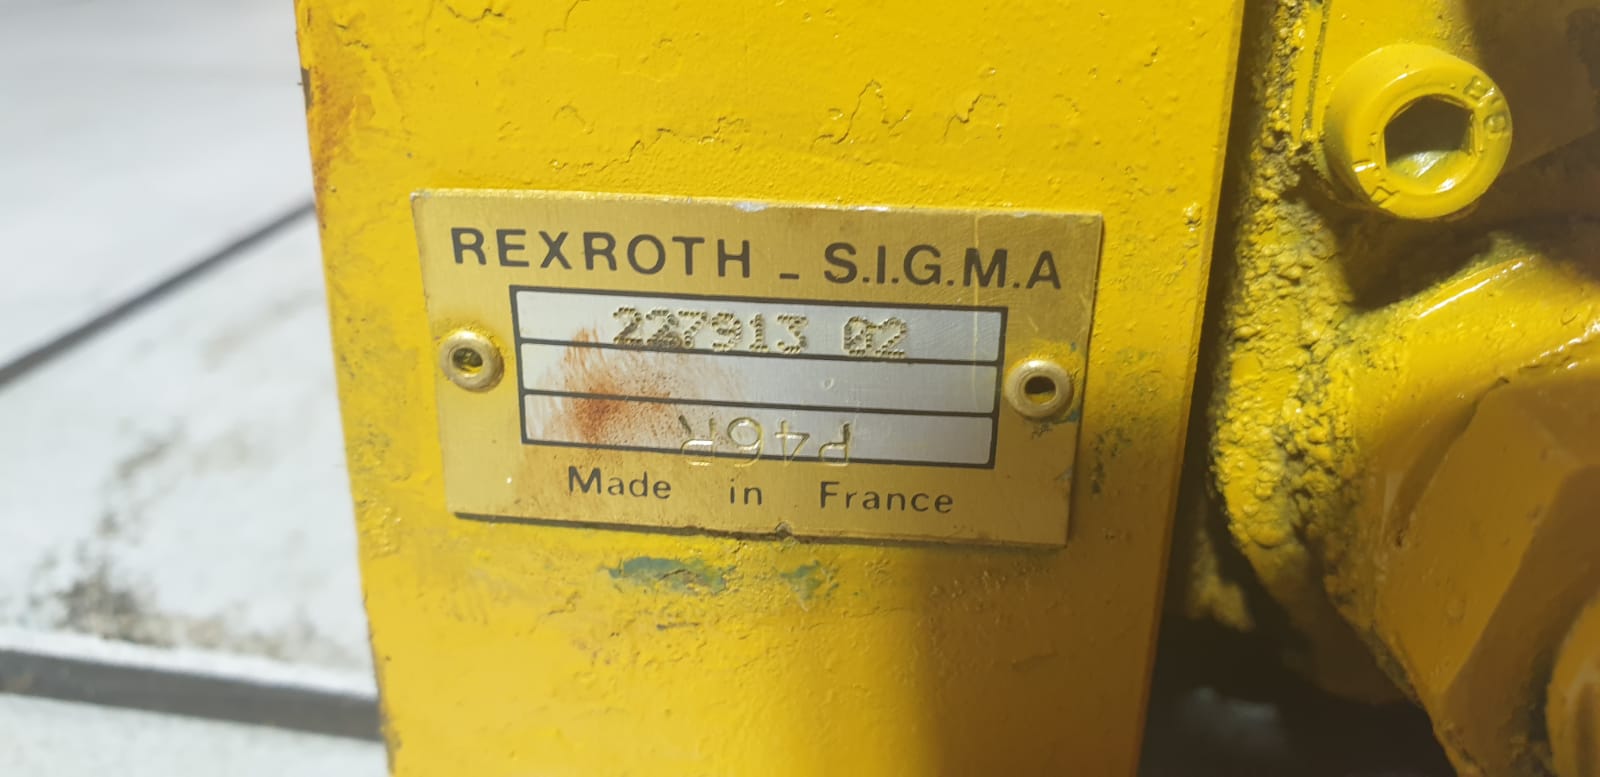 REXROTH - S.I.G.M.A
227913 02
P46R
Made in France